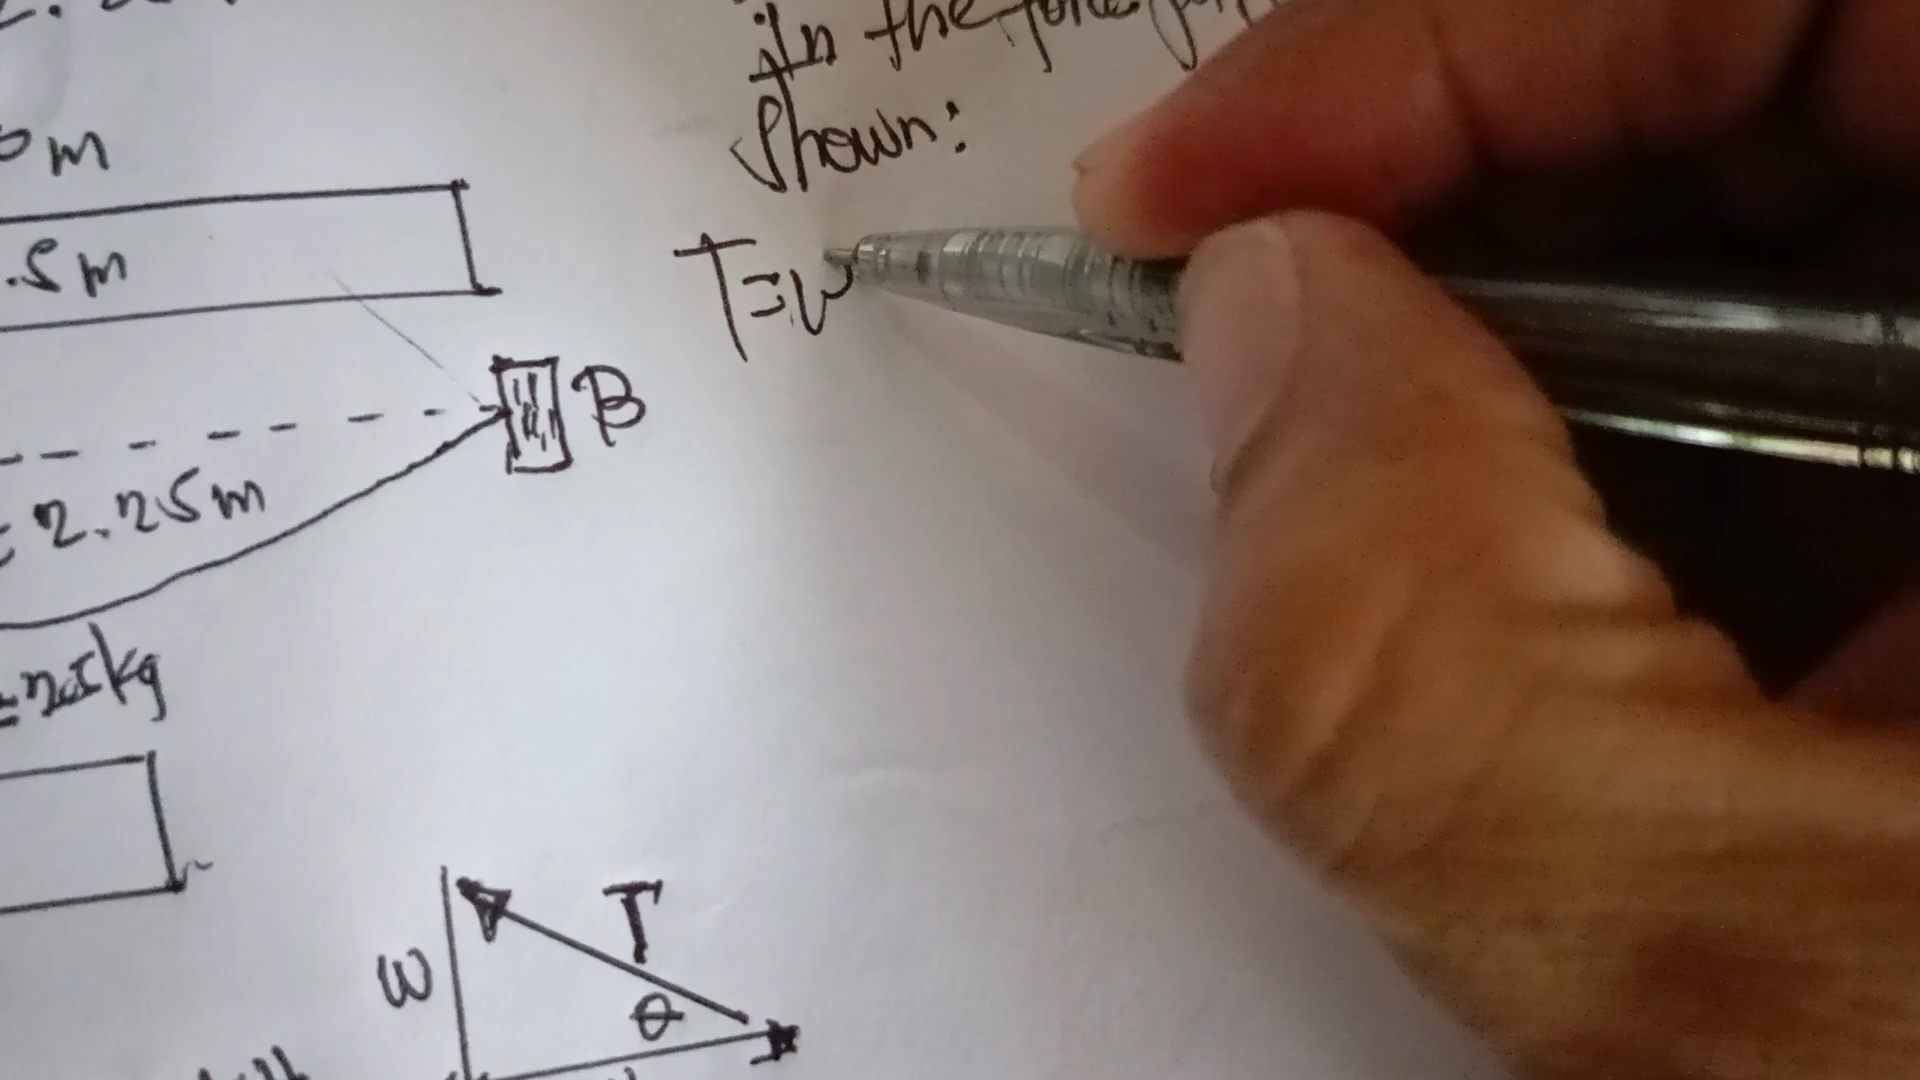 in the
shown:
m
.5m
T=w
B
= 2.25m
kg
T
w
θ